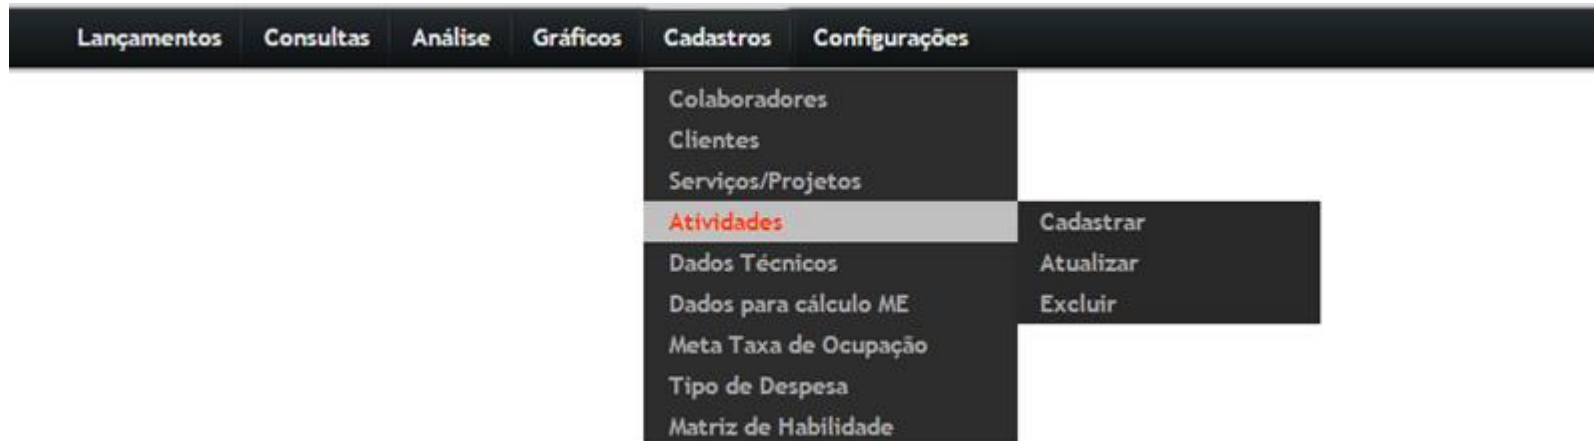 Lançamentos Consultas Análise Gráficos Cadastros Configurações
Colaboradores
Clientes
Serviços/Projetos
Atividades Cadastrar
Dados Técnicos Atualizar
Dados para cálculo ME Excluir
Meta Taxa de Ocupação
Tipo de Despesa
Matriz de Habilidade